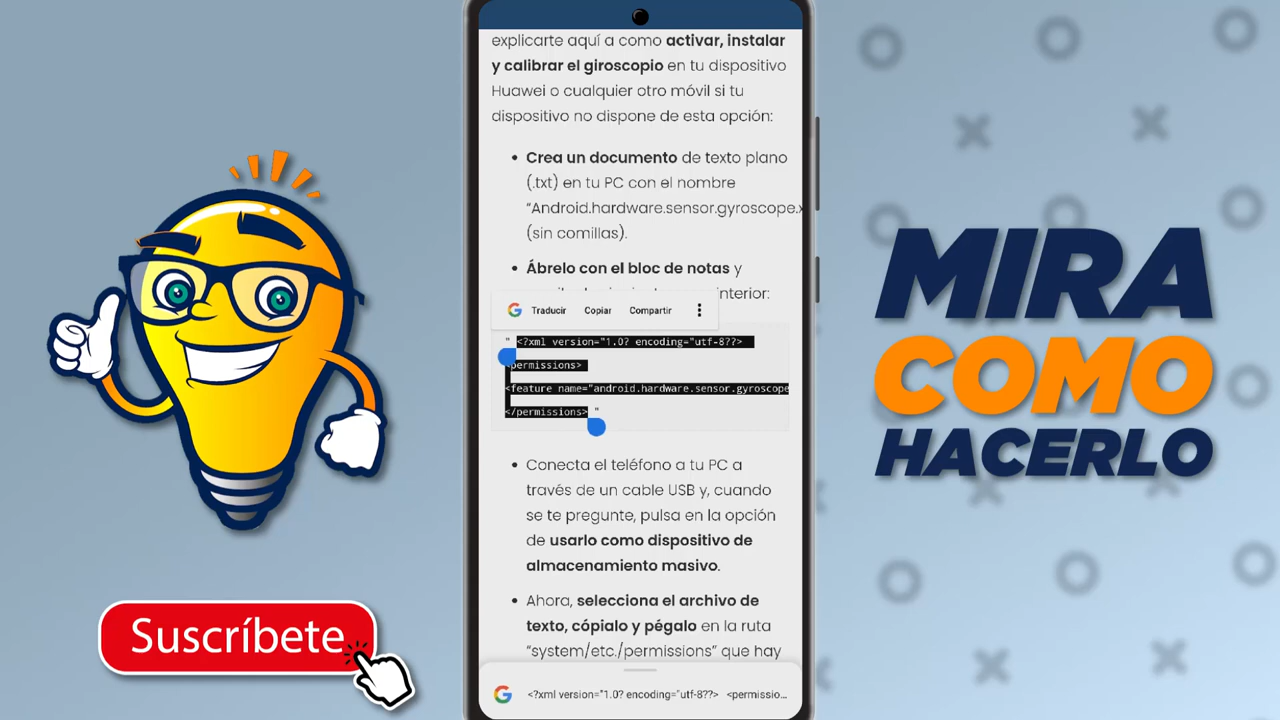 explicarte aquí a como activar, instalar
y calibrar el giroscopio en tu dispositivo
Huawei o cualquier otro móvil si tu
dispositivo no dispone de esta opción:
• Crea un documento de texto plano
(.txt) en tu PC con el nombre
“Android.hardware.sensor.gyroscope.x
(sin comillas).
• Ábrelo con el bloc de notas y
interior:
Traducir Copiar Compartir
" <?xml version="1.0? encoding="utf-8??>
<permissions>
<feature name="android.hardware.sensor.gyroscope
</permissions> "
• Conecta el teléfono a tu PC a
través de un cable USB y, cuando
se te pregunte, pulsa en la opción
de usarlo como dispositivo de
almacenamiento masivo.
• Ahora, selecciona el archivo de
texto, cópialo y pégalo en la ruta
“system/etc./permissions” que hay
<?xml version="1.0? encoding="utf-8??> <permissio...
Suscríbete
MIRA
COMO
HACERLO